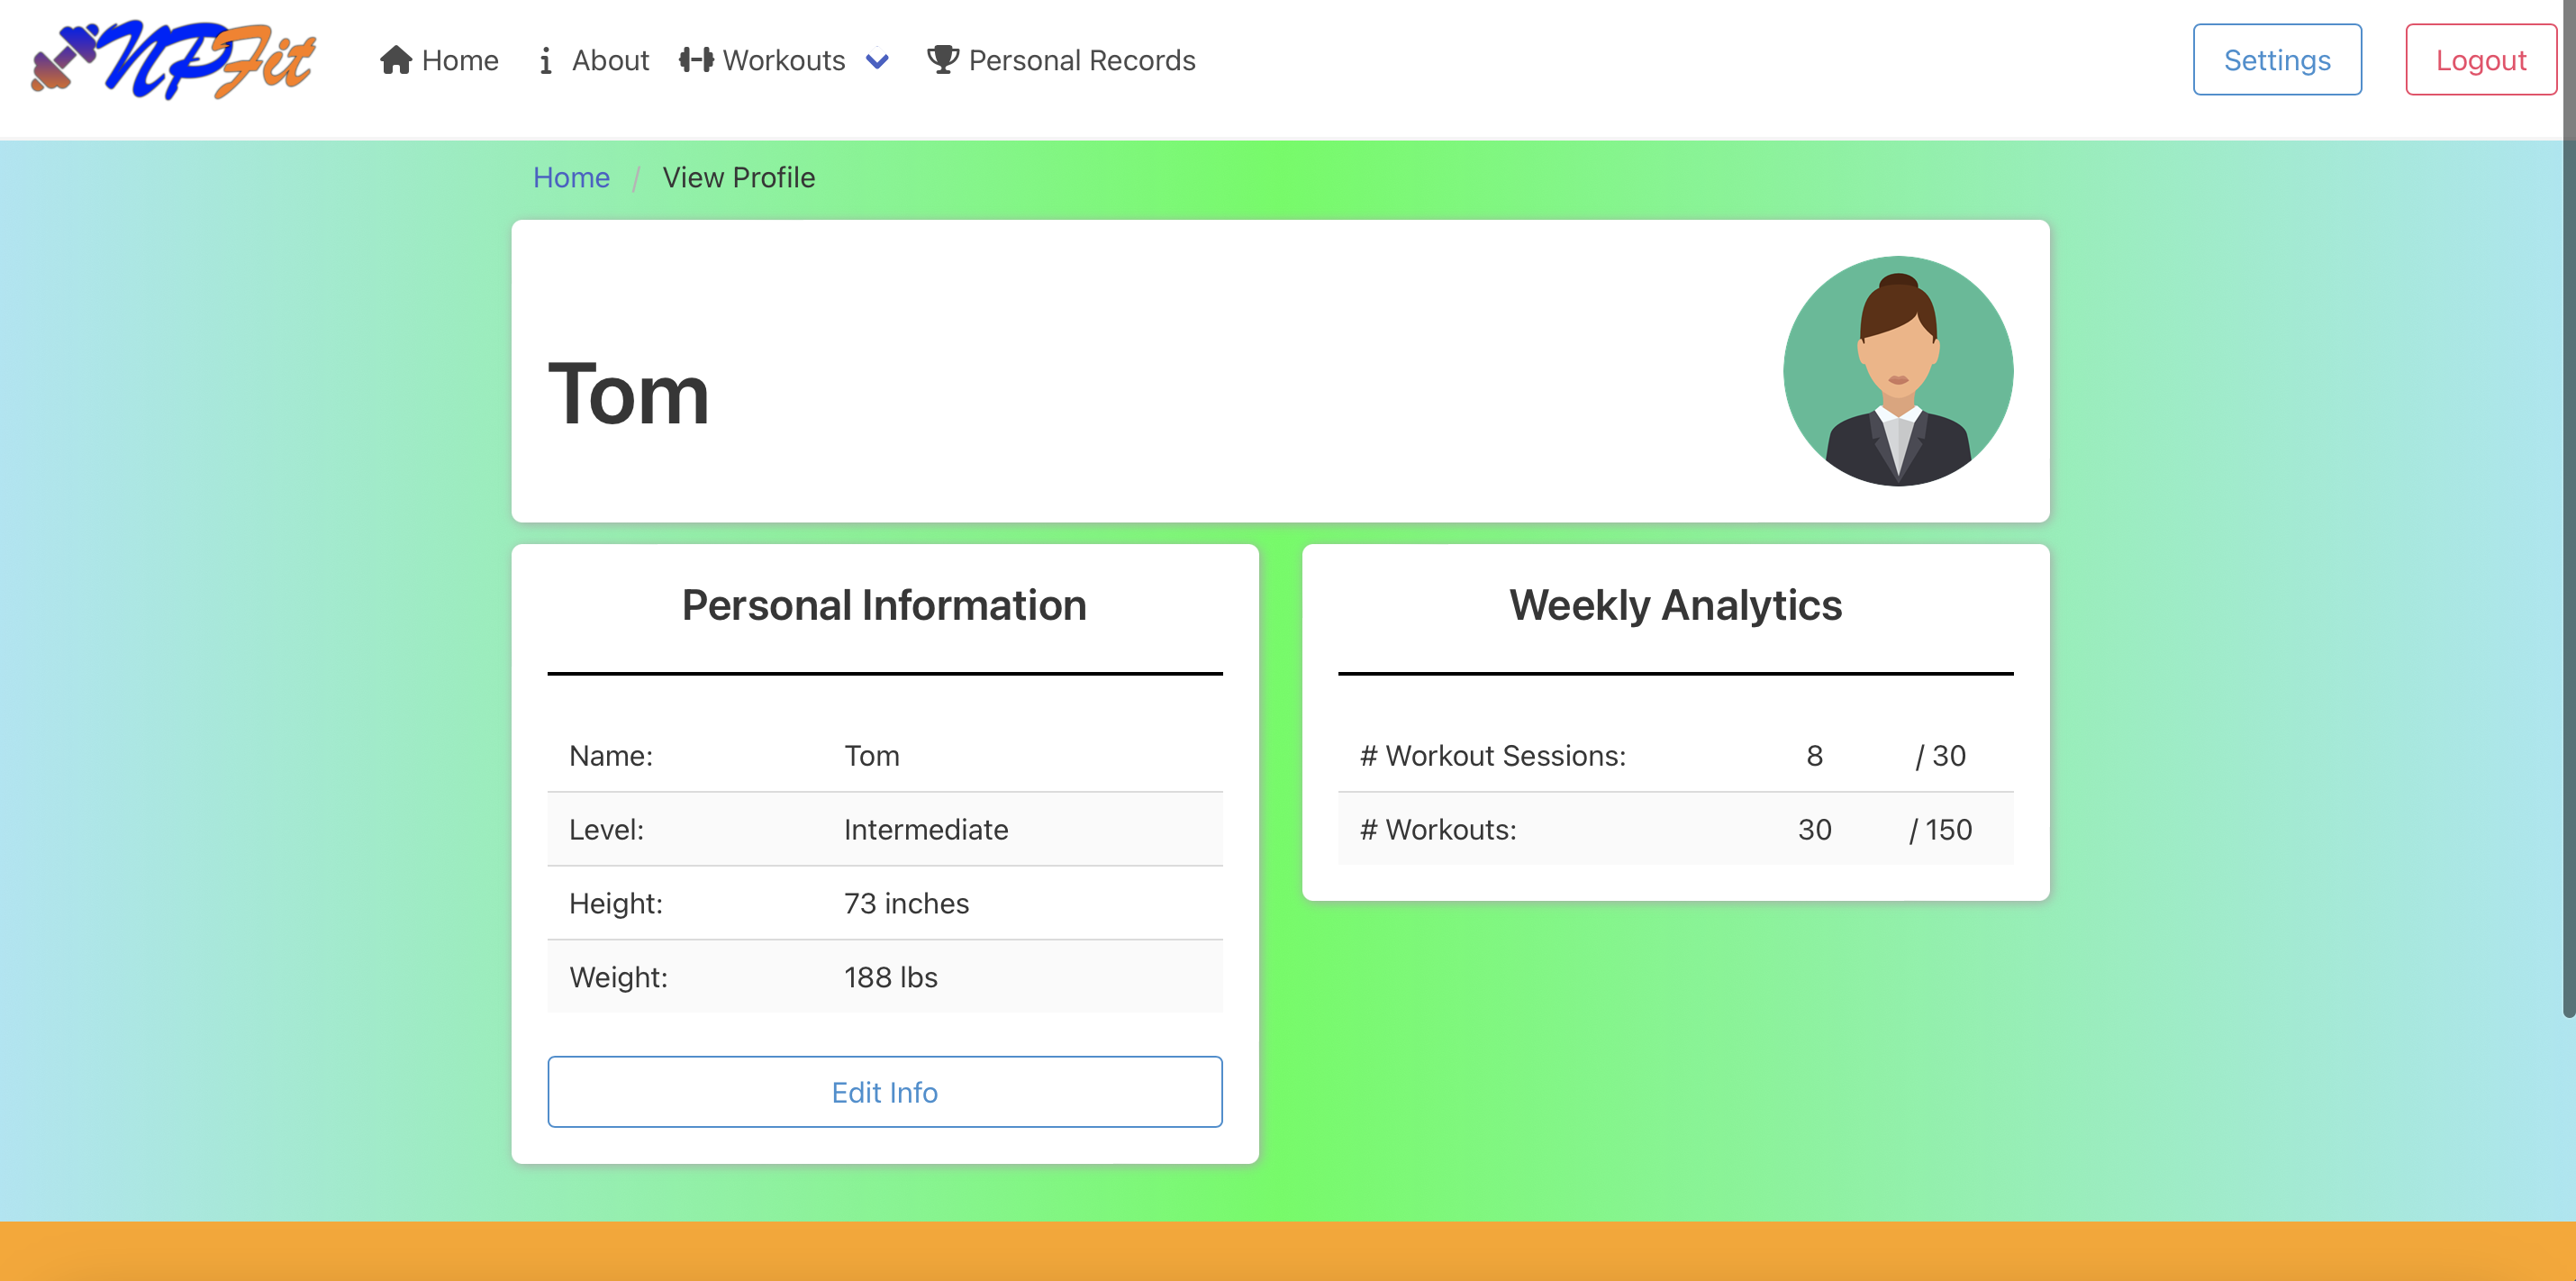 NPFit Home About Workouts Personal Records Settings Logout
Home / View Profile
Tom
Personal Information
Name: Tom
Level: Intermediate
Height: 73 inches
Weight: 188 lbs
Edit Info
Weekly Analytics
# Workout Sessions: 8 / 30
# Workouts: 30 / 150